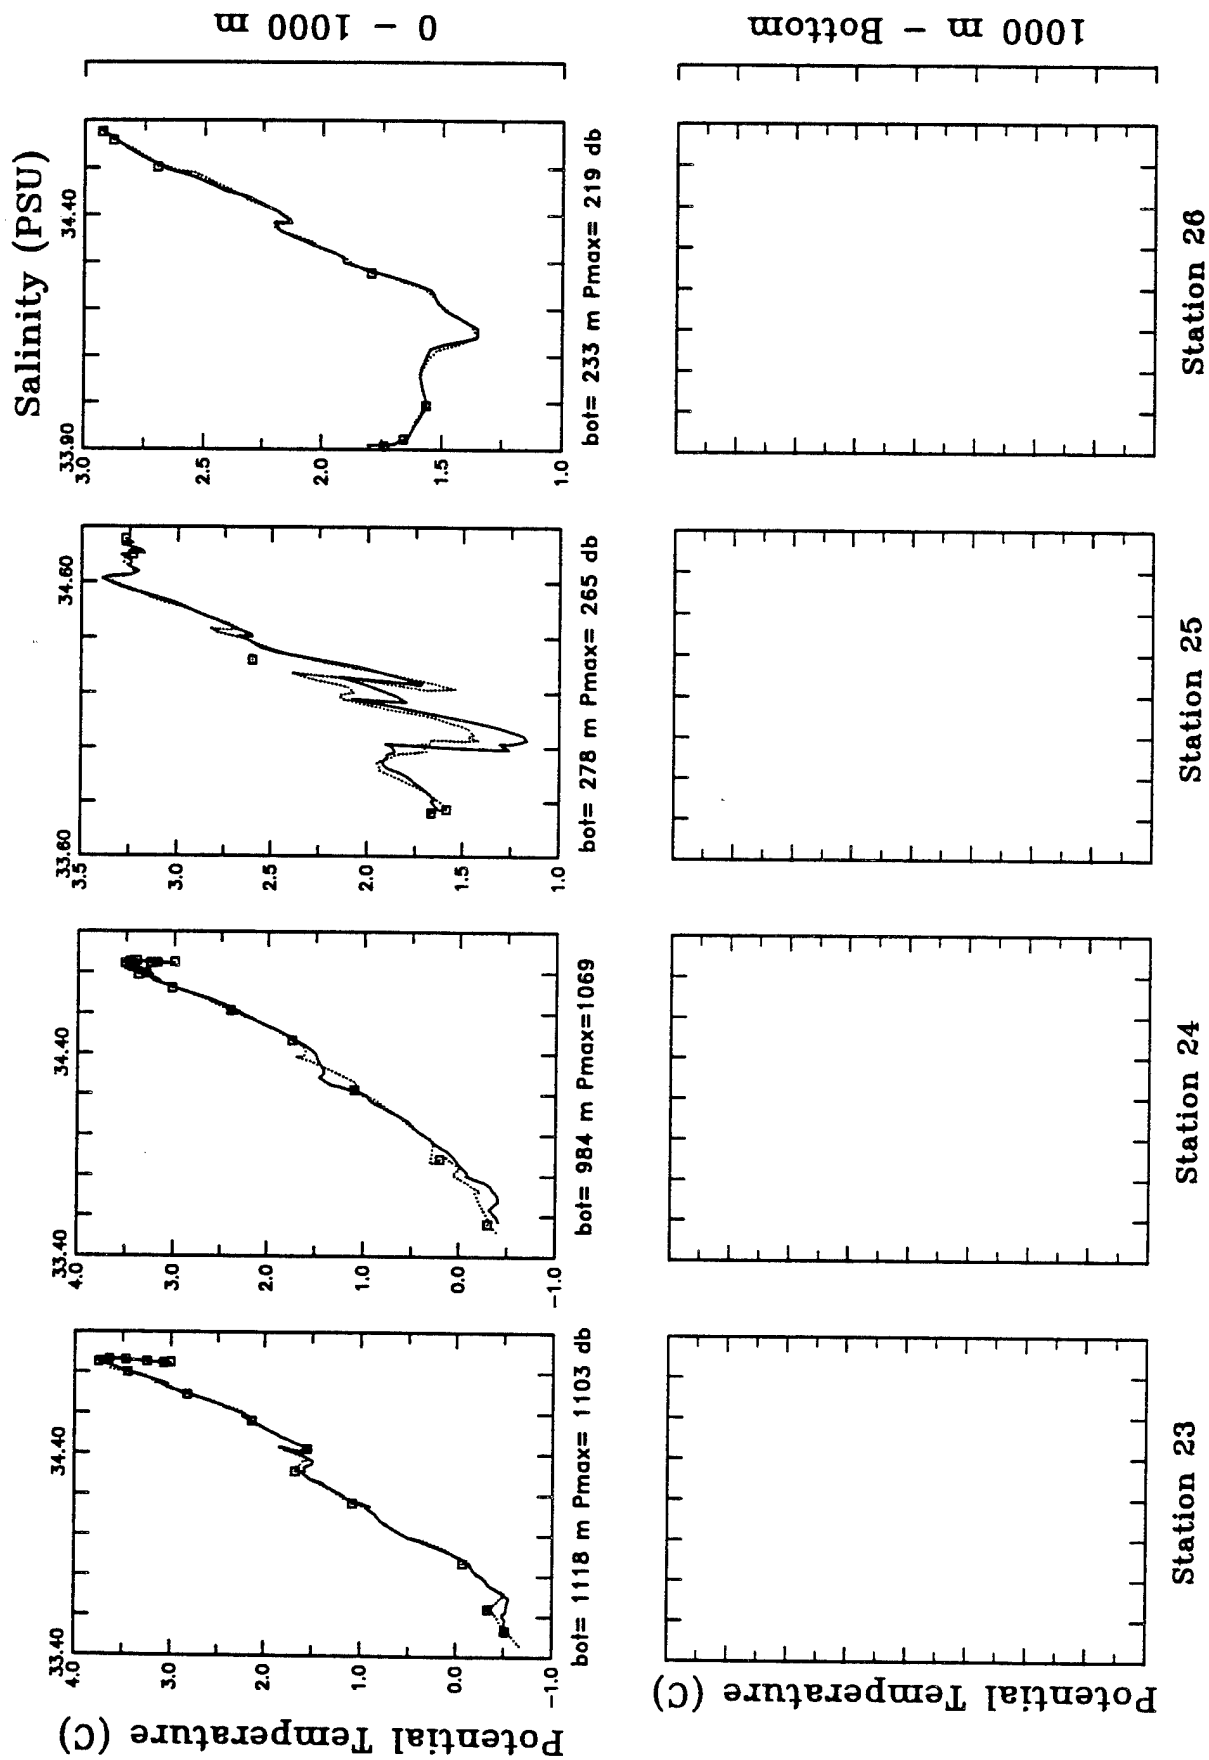 Salinity (PSU)
33.40
34.40
33.40
34.40
33.60
34.60
33.90
34.40
4.0
3.0
2.0
1.0
0.0
-1.0
4.0
3.0
2.0
1.0
0.0
-1.0
3.5
3.0
2.5
2.0
1.5
1.0
3.0
2.5
2.0
1.5
1.0
Potential Temperature (C)
0 - 1000 m
bot= 1118 m Pmax= 1103 db
bot= 984 m Pmax=1069
bot= 278 m Pmax= 265 db
bot= 233 m Pmax= 219 db
Potential Temperature (C)
1000 m - Bottom
Station 23
Station 24
Station 25
Station 26